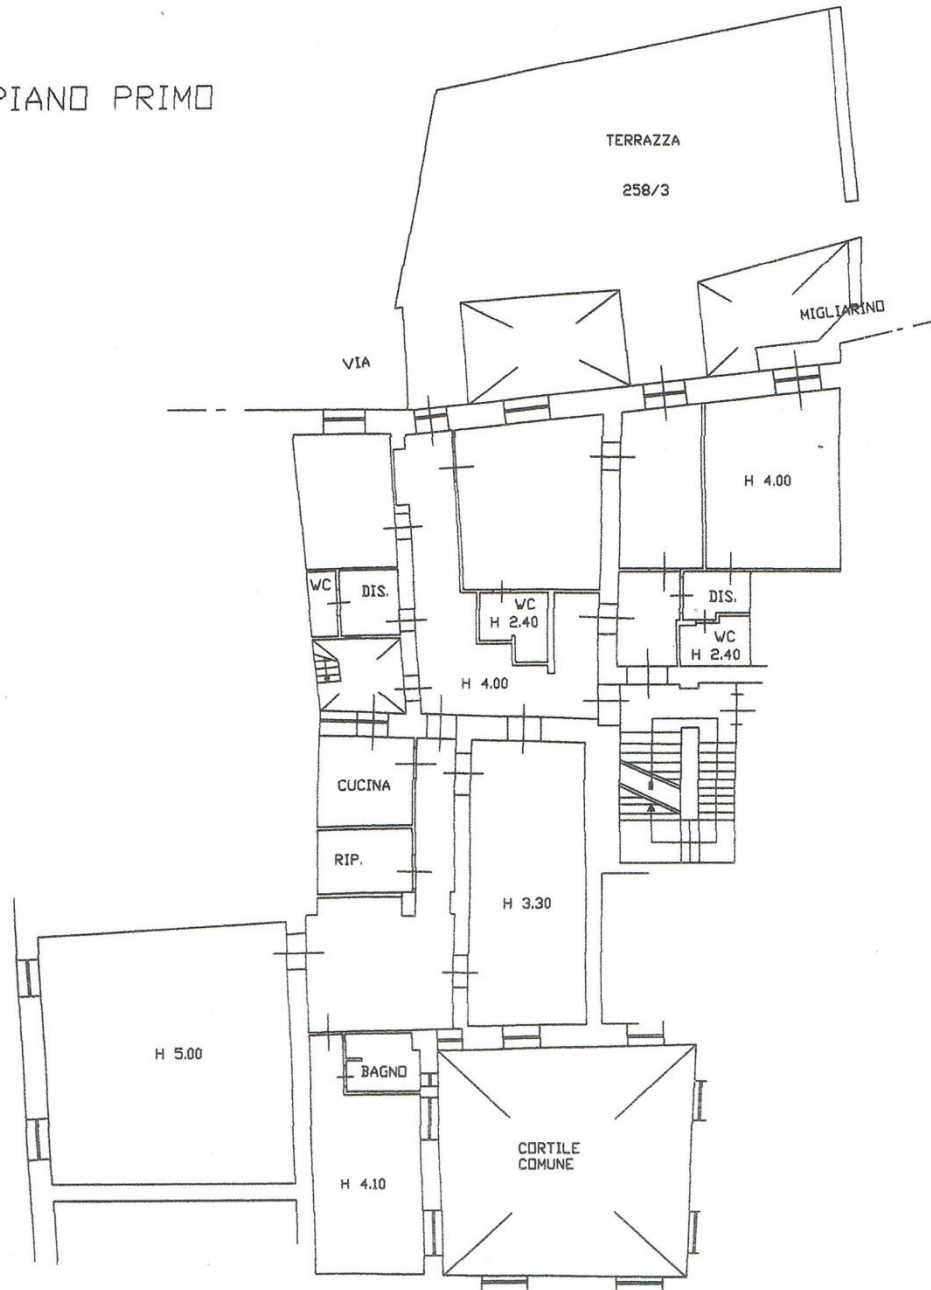 PIANO PRIMO
TERRAZZA
258/3
MIGLIARINO
VIA
H 4.00
WC
DIS.
WC
H 2.40
DIS.
WC
H 2.40
H 4.00
CUCINA
RIP.
H 3.30
H 5.00
BAGNO
CORTILE
COMUNE
H 4.10